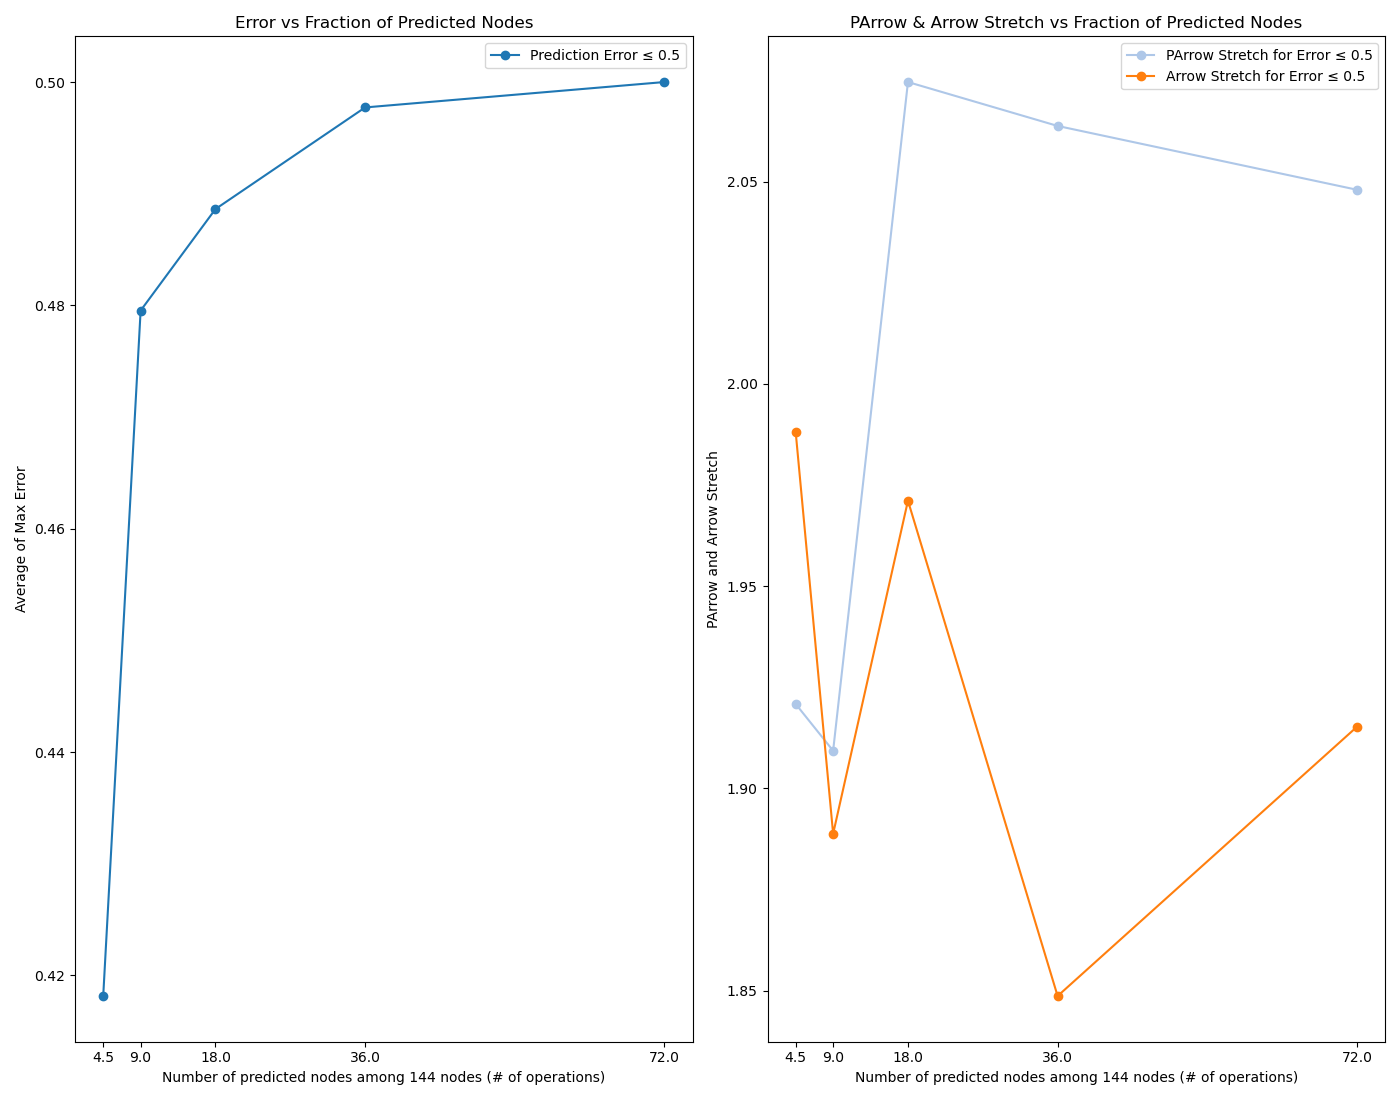 Error vs Fraction of Predicted Nodes
Prediction Error ≤ 0.5
0.50
0.48
0.46
0.44
0.42
Average of Max Error
4.5 9.0 18.0 36.0 72.0
Number of predicted nodes among 144 nodes (# of operations)
PArrow & Arrow Stretch vs Fraction of Predicted Nodes
PArrow Stretch for Error ≤ 0.5
Arrow Stretch for Error ≤ 0.5
2.05
2.00
1.95
1.90
1.85
PArrow and Arrow Stretch
4.5 9.0 18.0 36.0 72.0
Number of predicted nodes among 144 nodes (# of operations)